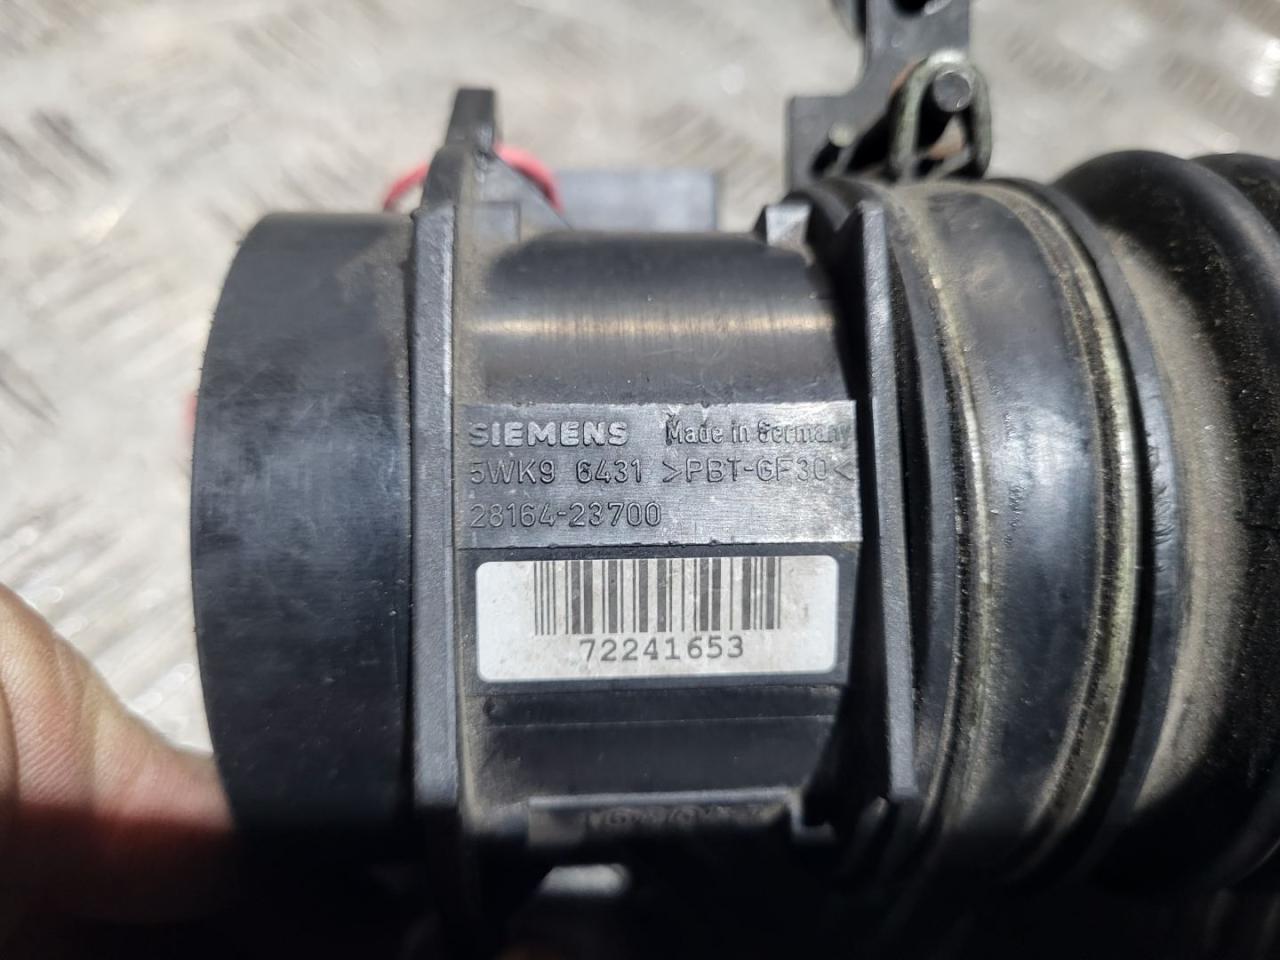 SIEMENS Made in Germany
5WK9 6431 >PBT-GF30<
28164-23700
72241653